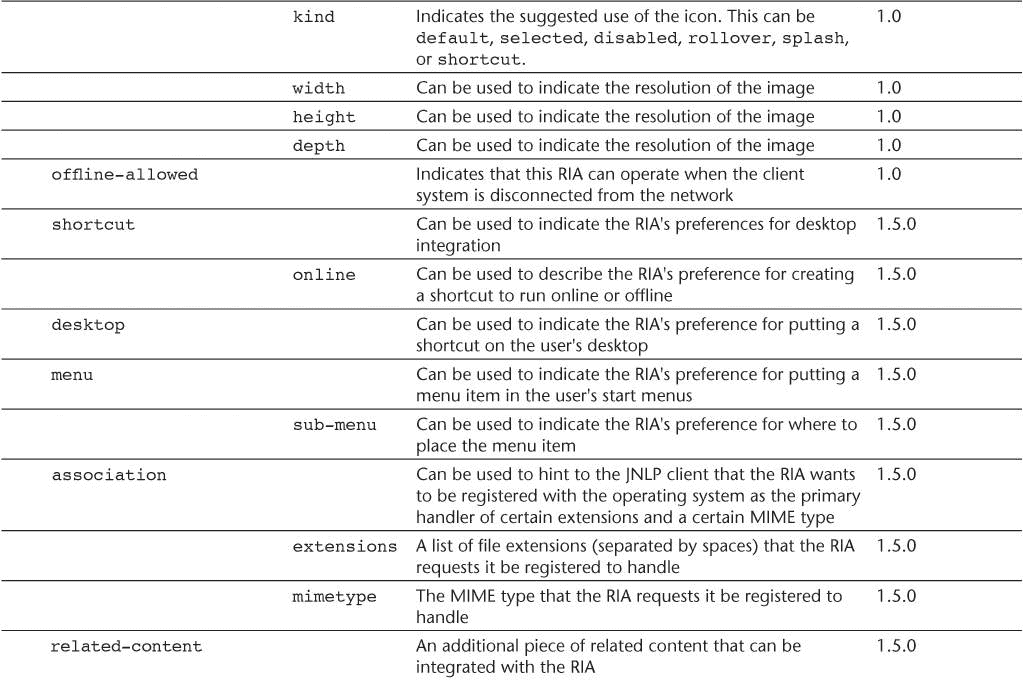 kind Indicates the suggested use of the icon. This can be 1.0
default, selected, disabled, rollover, splash,
or shortcut.
width Can be used to indicate the resolution of the image 1.0
height Can be used to indicate the resolution of the image 1.0
depth Can be used to indicate the resolution of the image 1.0
offline-allowed Indicates that this RIA can operate when the client 1.0
system is disconnected from the network
shortcut Can be used to indicate the RIA's preferences for desktop 1.5.0
integration
online Can be used to describe the RIA's preference for creating 1.5.0
a shortcut to run online or offline
desktop Can be used to indicate the RIA's preference for putting a 1.5.0
shortcut on the user's desktop
menu Can be used to indicate the RIA's preference for putting a 1.5.0
menu item in the user's start menus
sub-menu Can be used to indicate the RIA's preference for where to 1.5.0
place the menu item
association Can be used to hint to the JNLP client that the RIA wants 1.5.0
to be registered with the operating system as the primary
handler of certain extensions and a certain MIME type
extensions A list of file extensions (separated by spaces) that the RIA 1.5.0
requests it be registered to handle
mimetype The MIME type that the RIA requests it be registered to 1.5.0
handle
related-content An additional piece of related content that can be 1.5.0
integrated with the RIA